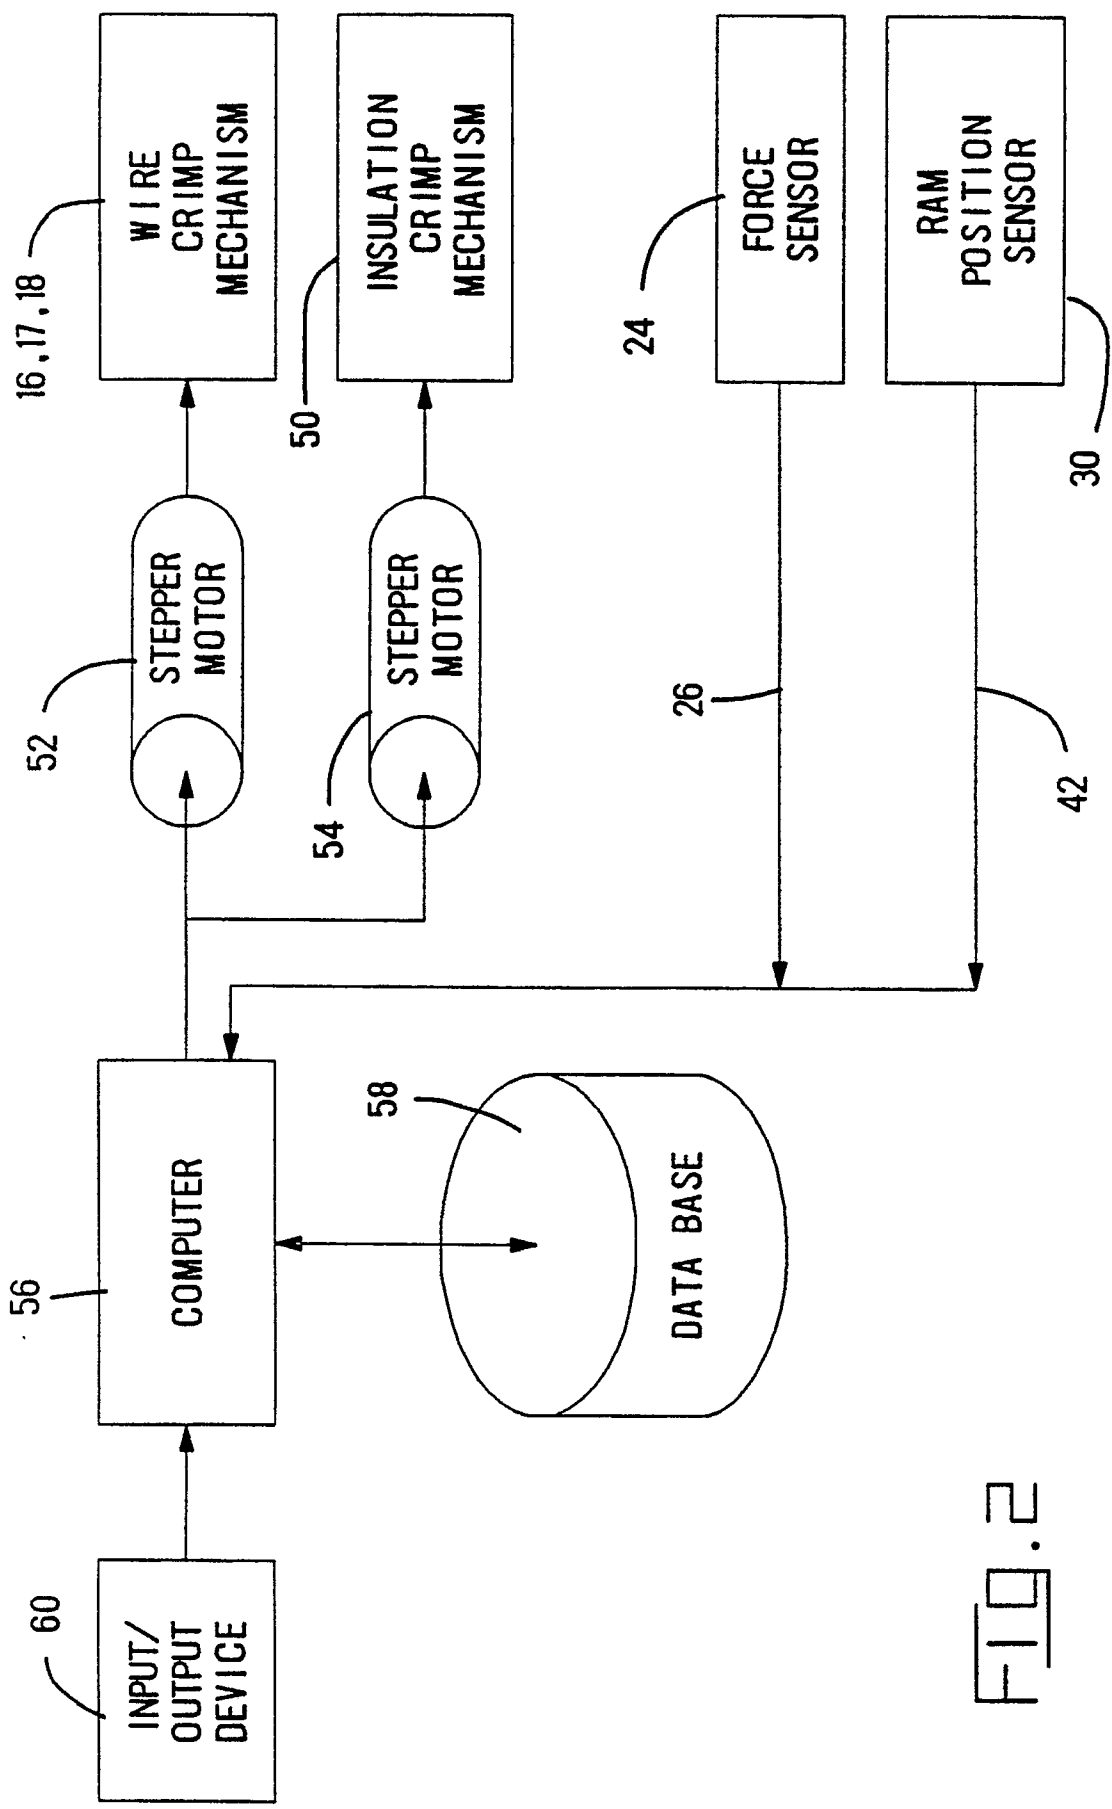 60
INPUT/
OUTPUT
DEVICE
56
COMPUTER
58
DATA BASE
52
STEPPER
MOTOR
54
STEPPER
MOTOR
16,17,18
WIRE
CRIMP
MECHANISM
50
INSULATION
CRIMP
MECHANISM
24
FORCE
SENSOR
26
RAM
POSITION
SENSOR
30
42
FIG. 2